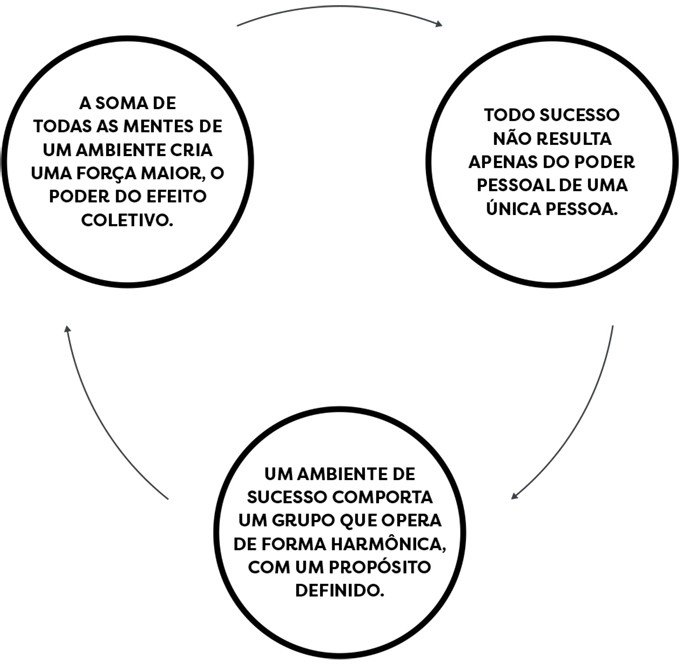 A SOMA DE
TODAS AS MENTES DE
UM AMBIENTE CRIA
UMA FORÇA MAIOR, O
PODER DO EFEITO
COLETIVO.
TODO SUCESSO
NÃO RESULTA
APENAS DO PODER
PESSOAL DE UMA
ÚNICA PESSOA.
UM AMBIENTE DE
SUCESSO COMPORTA
UM GRUPO QUE OPERA
DE FORMA HARMÔNICA,
COM UM PROPÓSITO
DEFINIDO.